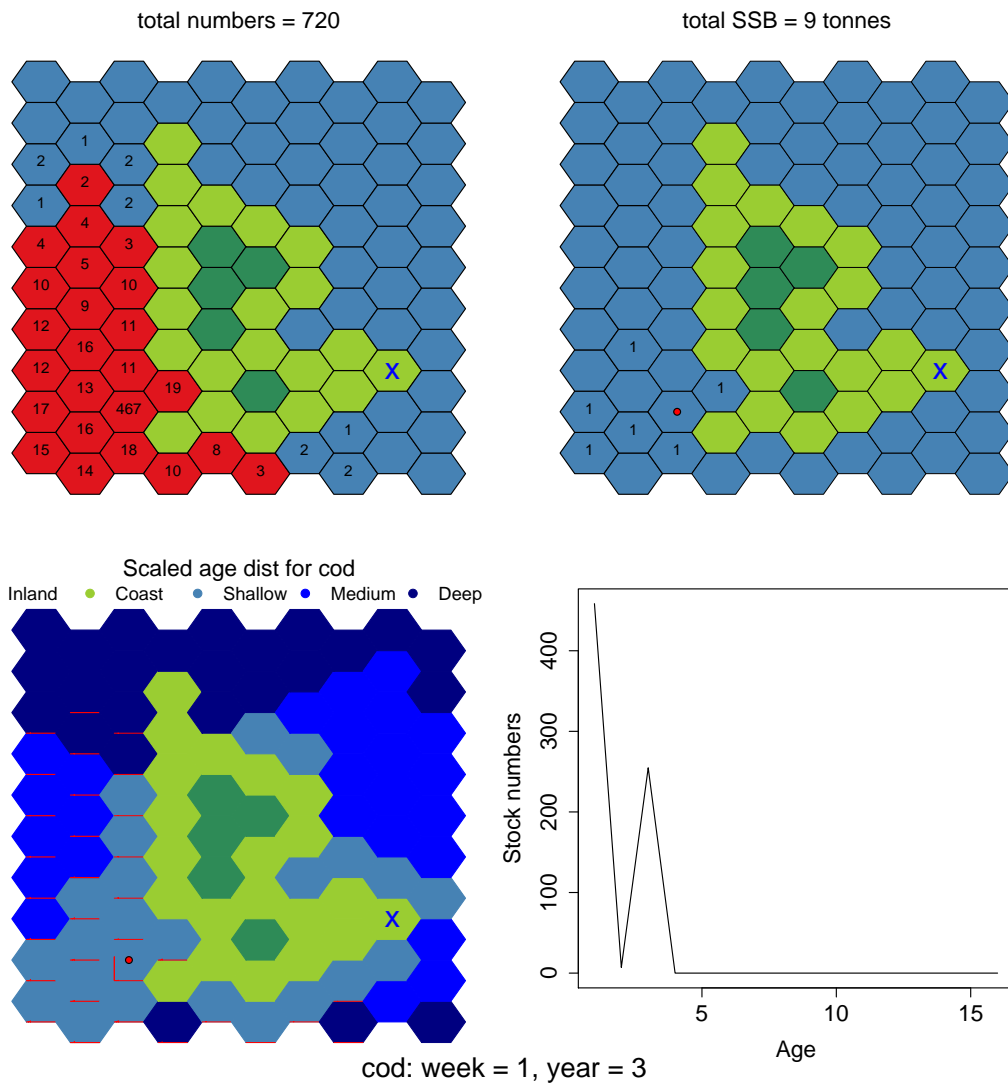 total numbers = 720
1
2 2
2
1 2
4
4 3
5
10 10
9
12 11
16
12 11
13 19
17 467
16 8 1
15 18 2
14 10 3 2
X
total SSB = 9 tonnes
1
1
1
1
1 1
X
Scaled age dist for cod
Inland Coast Shallow Medium Deep
X
Stock numbers
400
300
200
100
0
5 10 15
Age
cod: week = 1, year = 3